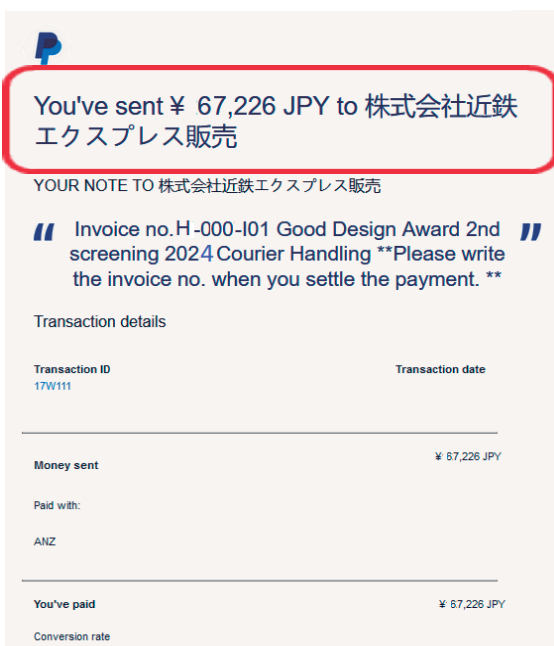 You've sent ¥ 67,226 JPY to 株式会社近鉄
エクスプレス販売
YOUR NOTE TO 株式会社近鉄エクスプレス販売
" Invoice no.H-000-I01 Good Design Award 2nd "
screening 2024 Courier Handling **Please write
the invoice no. when you settle the payment. **
Transaction details
Transaction ID Transaction date
17W111
Money sent ¥ 67,226 JPY
Paid with:
ANZ
You've paid ¥ 67,226 JPY
Conversion rate